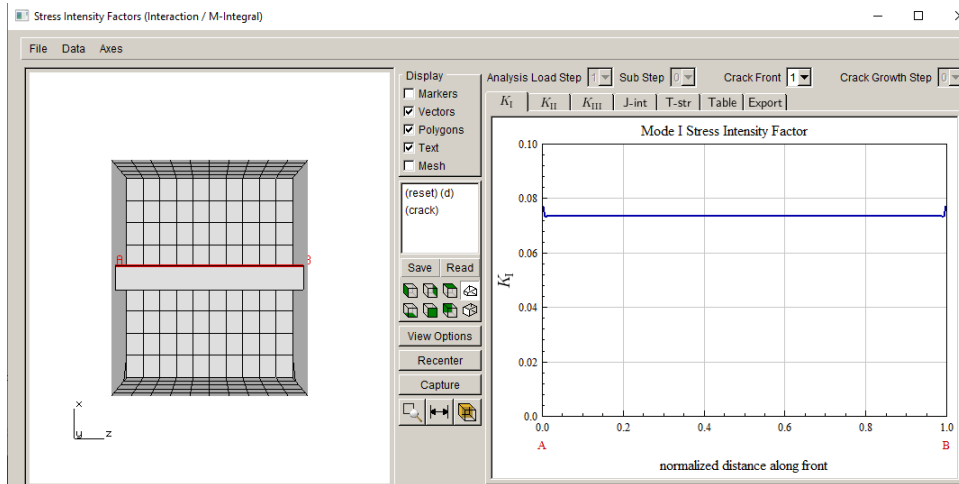 Stress Intensity Factors (Interaction / M-Integral)
File Data Axes
A B
x
y z
Display
Markers
Vectors
Polygons
Text
Mesh
(reset) (d)
(crack)
Save Read
View Options
Recenter
Capture
Analysis Load Step 1 Sub Step 0 Crack Front 1 Crack Growth Step 0
KI KII KIII J-int T-str Table Export
Mode I Stress Intensity Factor
0.10
0.08
0.06
KI
0.04
0.02
0.00
0.0 0.2 0.4 0.6 0.8 1.0
A B
normalized distance along front